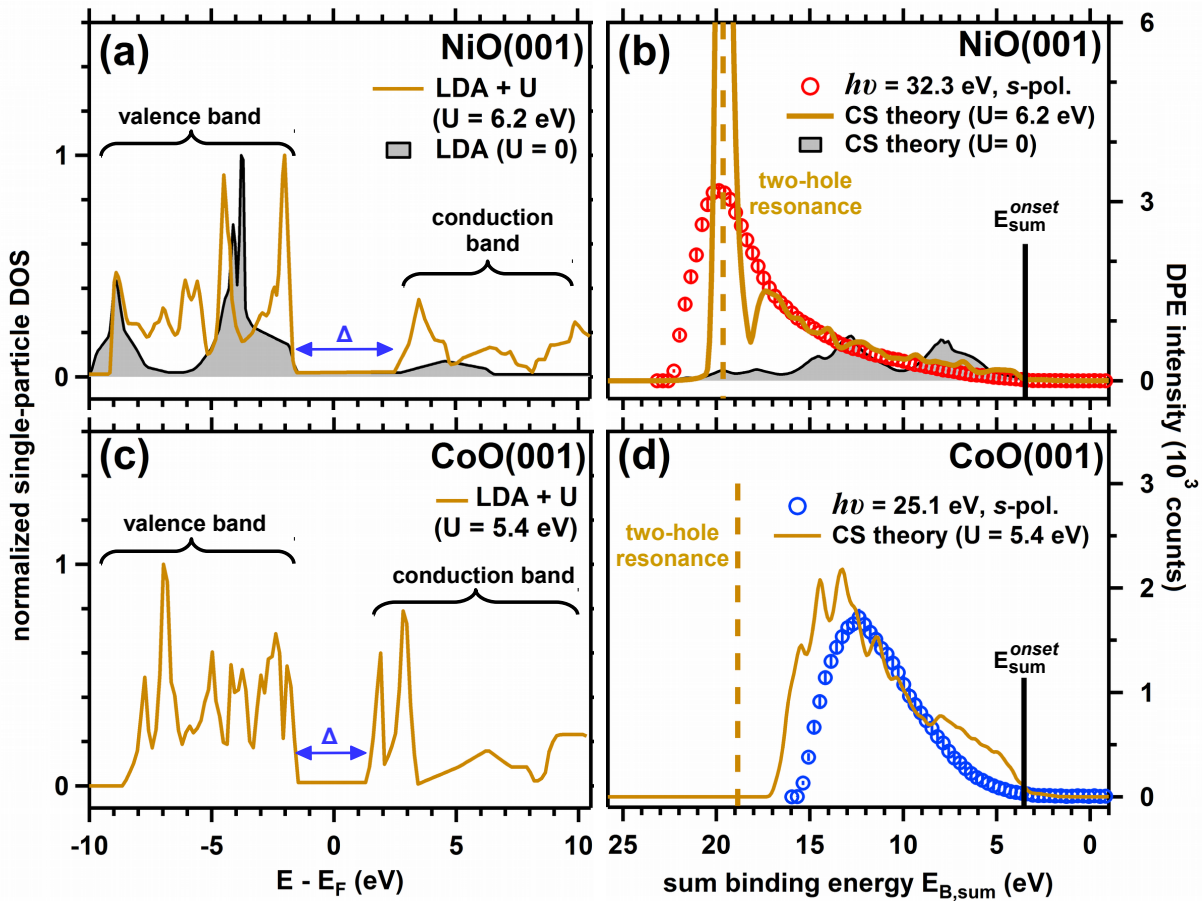 (a)
NiO(001)
LDA + U
(U = 6.2 eV)
LDA (U = 0)
valence band
conduction
band
Δ
1
0
(b)
NiO(001)
hυ = 32.3 eV, s-pol.
CS theory (U= 6.2 eV)
CS theory (U= 0)
two-hole
resonance
E_sum^onset
6
3
0
(c)
CoO(001)
LDA + U
(U = 5.4 eV)
valence band
conduction band
Δ
1
0
-10
-5
0
5
10
E - E_F (eV)
normalized single-particle DOS
(d)
CoO(001)
hυ = 25.1 eV, s-pol.
CS theory (U = 5.4 eV)
two-hole
resonance
E_sum^onset
3
2
1
0
25
20
15
10
5
0
sum binding energy E_B,sum (eV)
DPE intensity (10^3 counts)